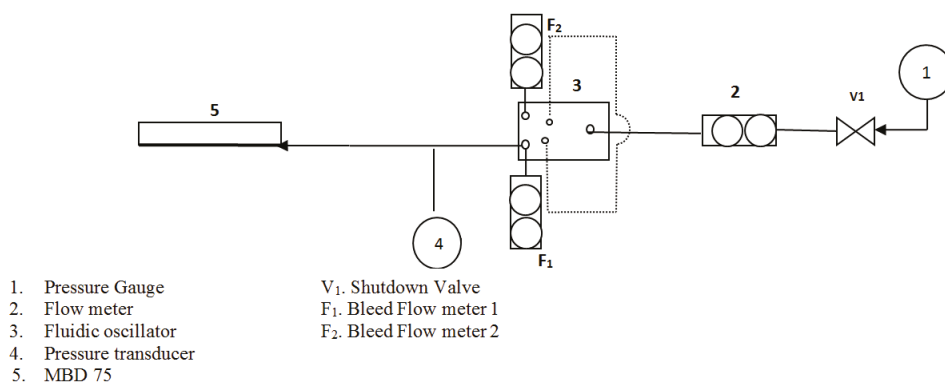 F₂
1
5
3
2
V1
4
F₁
1. Pressure Gauge
2. Flow meter
3. Fluidic oscillator
4. Pressure transducer
5. MBD 75
V₁. Shutdown Valve
F₁. Bleed Flow meter 1
F₂. Bleed Flow meter 2